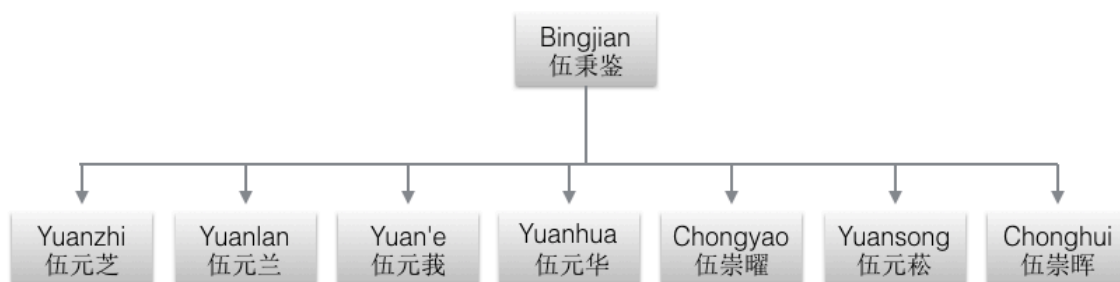 Bingjian
伍秉鉴
Yuanzhi
伍元芝
Yuanlan
伍元兰
Yuan'e
伍元莪
Yuanhua
伍元华
Chongyao
伍崇曜
Yuansong
伍元菘
Chonghui
伍崇晖